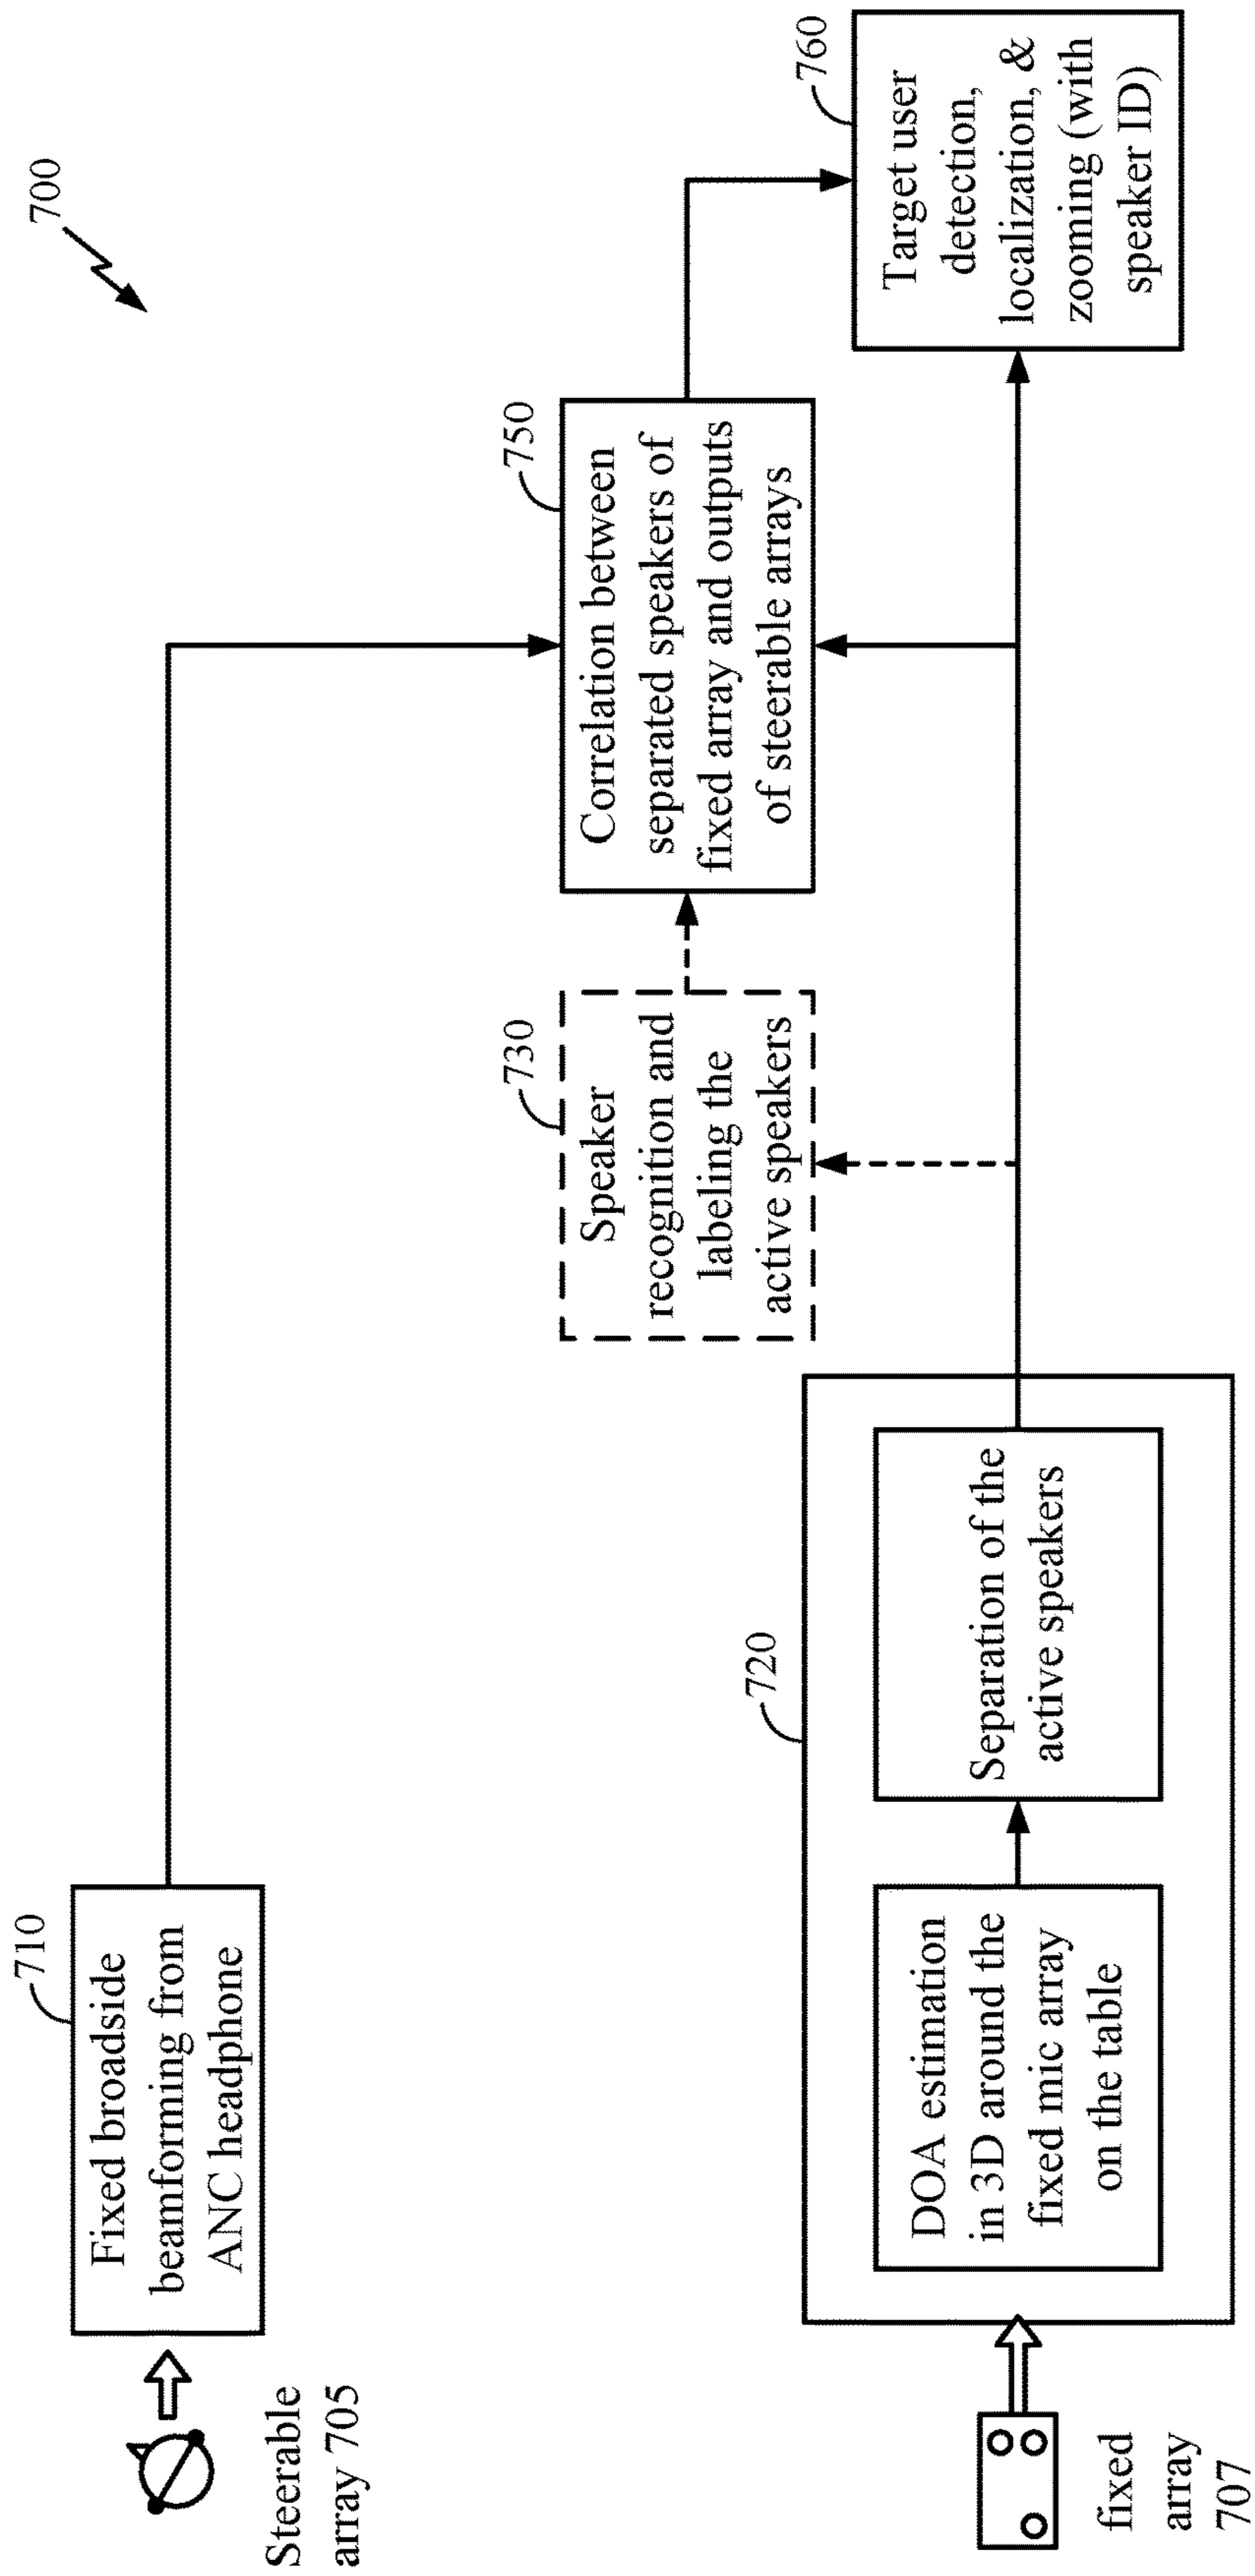 700
710
Fixed broadside
beamforming from
ANC headphone
Steerable
array 705
750
Correlation between
separated speakers of
fixed array and outputs
of steerable arrays
760
Target user
detection,
localization, &
zooming (with
speaker ID)
730
Speaker
recognition and
labeling the
active speakers
720
DOA estimation
in 3D around the
fixed mic array
on the table
Separation of the
active speakers
fixed
array
707